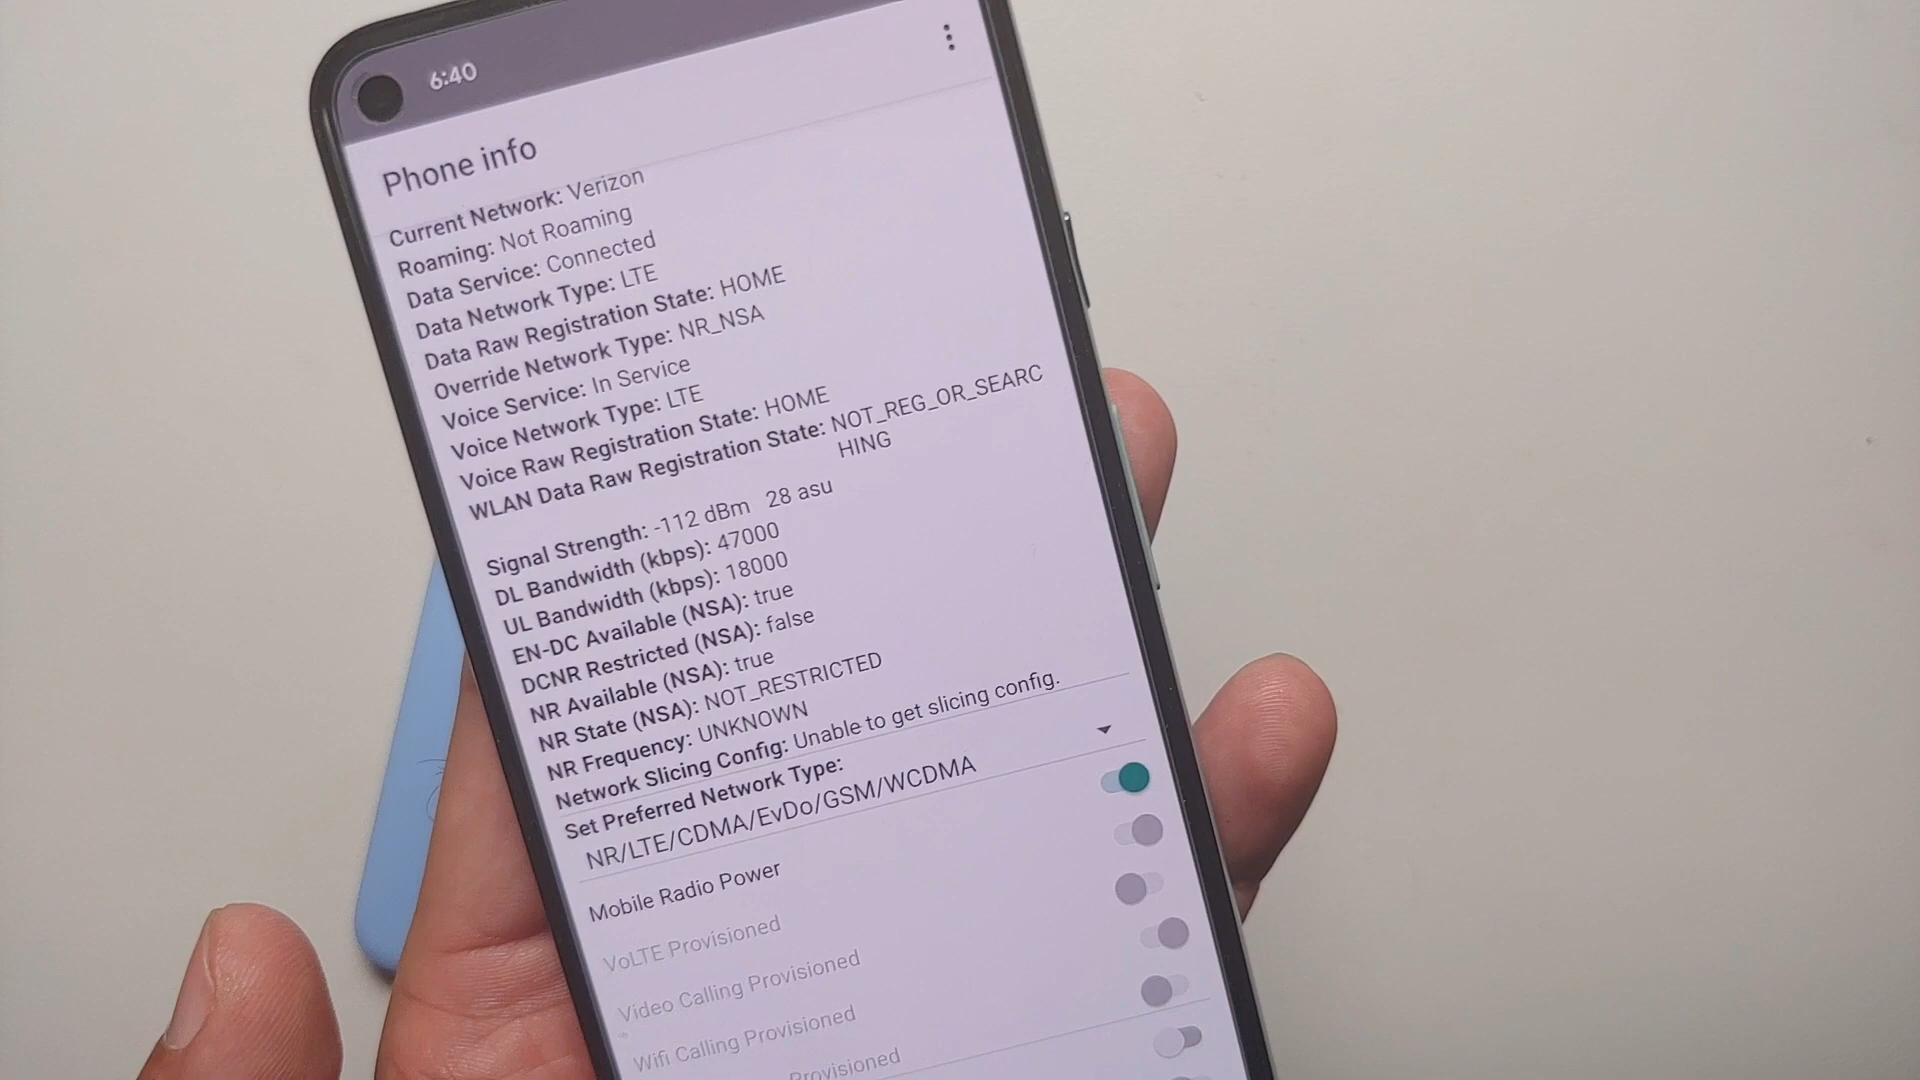 6:40
Phone info
Current Network: Verizon
Roaming: Not Roaming
Data Service: Connected
Data Network Type: LTE
Data Raw Registration State: HOME
Override Network Type: NR_NSA
Voice Service: In Service
Voice Network Type: LTE
Voice Raw Registration State: HOME
WLAN Data Raw Registration State: NOT_REG_OR_SEARC
HING
Signal Strength: -112 dBm 28 asu
DL Bandwidth (kbps): 47000
UL Bandwidth (kbps): 18000
EN-DC Available (NSA): true
DCNR Restricted (NSA): false
NR Available (NSA): true
NR State (NSA): NOT_RESTRICTED
NR Frequency: UNKNOWN
Network Slicing Config: Unable to get slicing config.
Set Preferred Network Type:
NR/LTE/CDMA/EvDo/GSM/WCDMA
Mobile Radio Power
VoLTE Provisioned
Video Calling Provisioned
Wifi Calling Provisioned
Provisioned